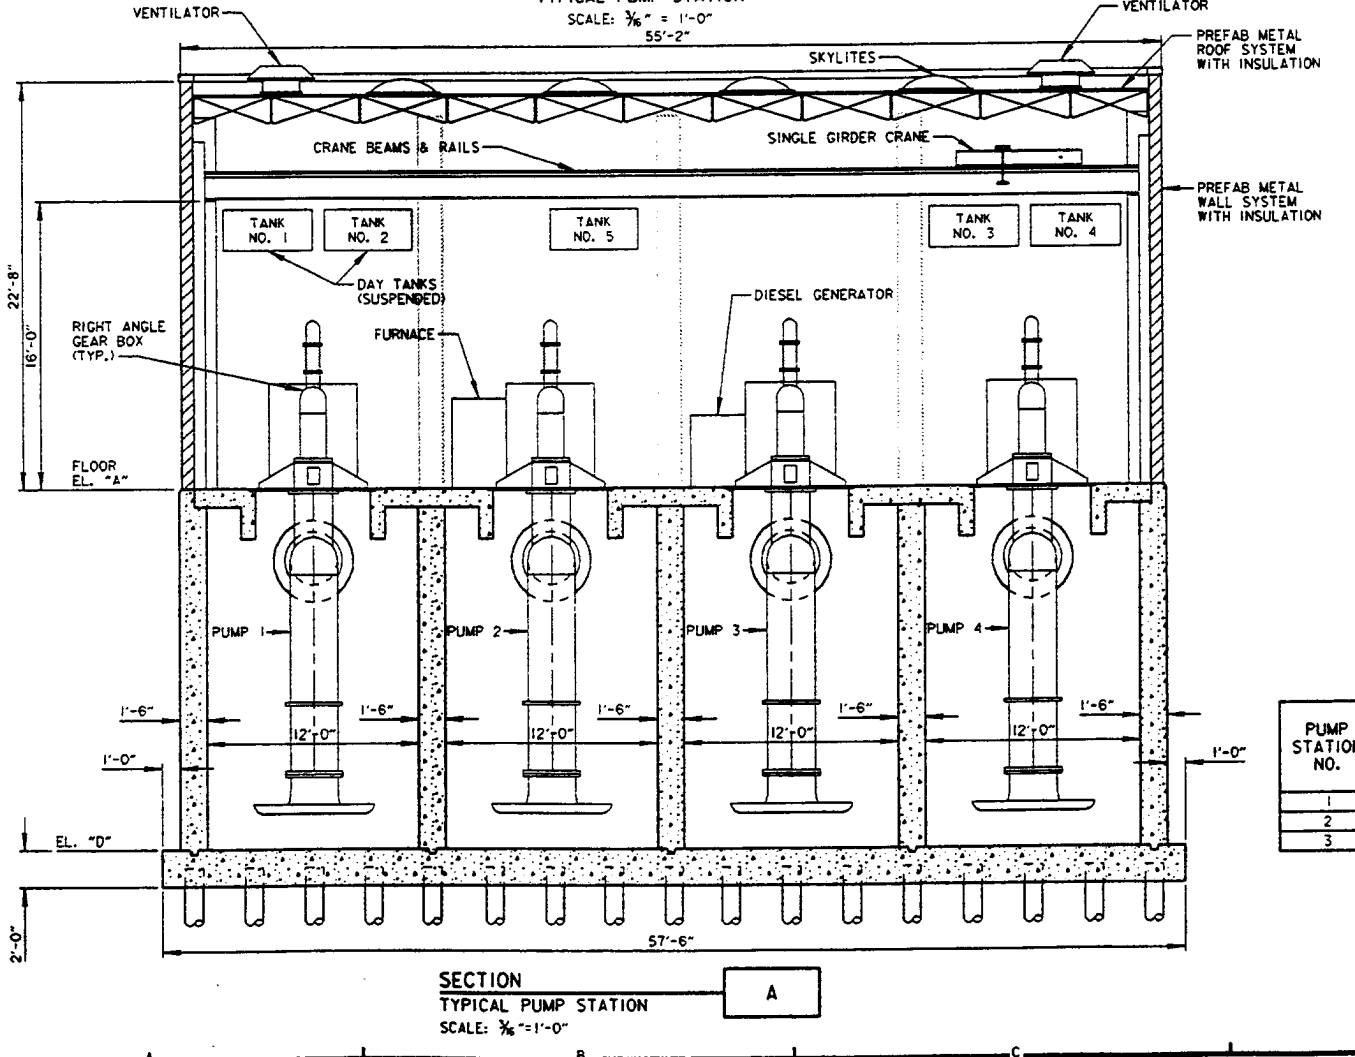 TYPICAL PUMP STATION
SCALE: 3/16" = 1'-0"
55'-2"
VENTILATOR
VENTILATOR
SKYLITES
PREFAB METAL
ROOF SYSTEM
WITH INSULATION
CRANE BEAMS & RAILS
SINGLE GIRDER CRANE
PREFAB METAL
WALL SYSTEM
WITH INSULATION
22'-8"
16'-0"
TANK
NO. 1
TANK
NO. 2
TANK
NO. 5
TANK
NO. 3
TANK
NO. 4
DAY TANKS
(SUSPENDED)
DIESEL GENERATOR
RIGHT ANGLE
GEAR BOX
(TYP.)
FURNACE
FLOOR
EL. "A"
PUMP 1
PUMP 2
PUMP 3
PUMP 4
1'-6"
1'-6"
1'-6"
1'-6"
1'-6"
12'-0"
12'-0"
12'-0"
12'-0"
1'-0"
1'-0"
PUMP
STATION
NO.
1
2
3
EL. "D"
2'-0"
57'-6"
SECTION
A
TYPICAL PUMP STATION
SCALE: 3/16"=1'-0"
A
B
C